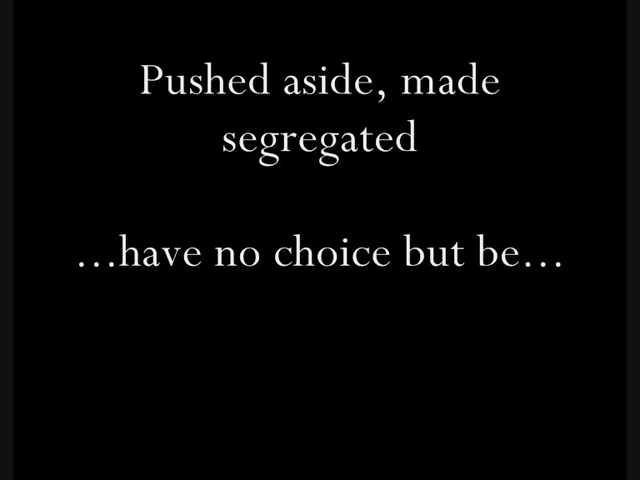 Pushed aside, made
segregated
…have no choice but be…